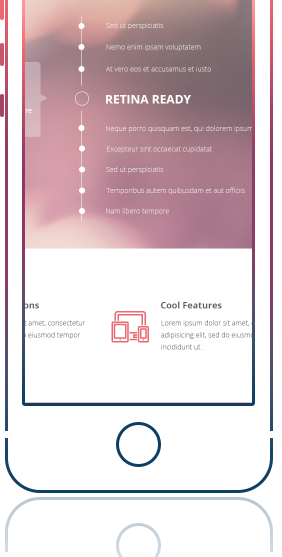 Sed ut perspiciatis
Nemo enim ipsam voluptatem
At vero eos et accusamus et iusto
re
RETINA READY
Neque porro quisquam est, qui dolorem ipsum
Excepteur sint occaecat cupidatat
Sed ut perspiciatis
Temporibus autem quibusdam et aut officiis
Nam libero tempore
ons
t amet, consectetur
o eiusmod tempor
Cool Features
Lorem ipsum dolor sit amet,
adipisicing elit, sed do eiusmo
incididunt ut.